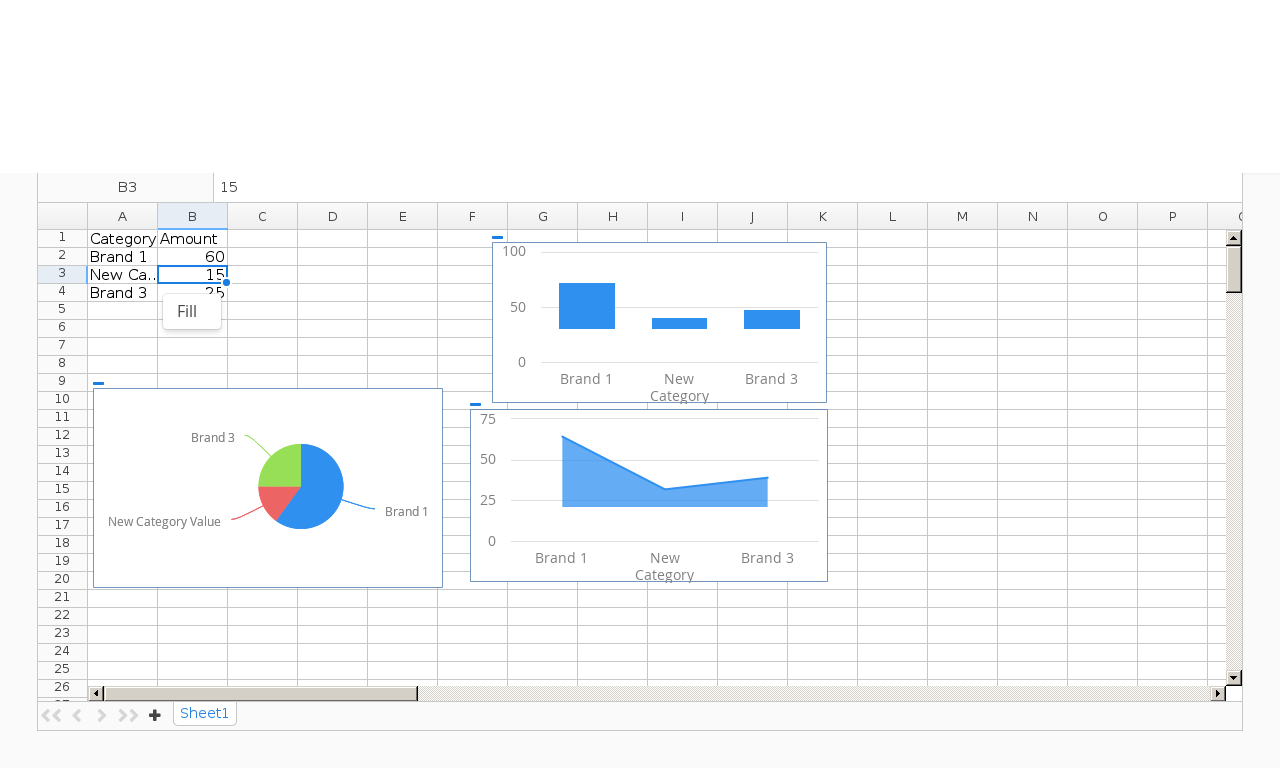 B3 15
A B C D E F G H I J K L M N O P
1 Category Amount
2 Brand 1 60
3 New Ca.. 15
4 Brand 3 25
Fill
5
6
7
8
9
10
11
12
13
14
15
16
17
18
19
20
21
22
23
24
25
26
100
50
0
Brand 1 New Brand 3
Category
75
50
25
0
Brand 1 New Brand 3
Category
Brand 3
Brand 1
New Category Value
Sheet1